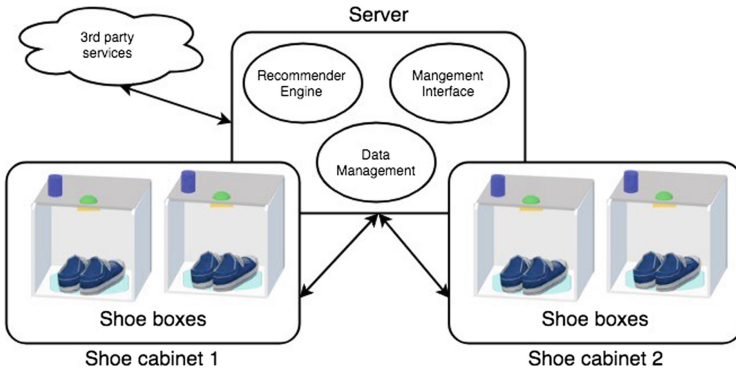 Server
3rd party
services
Recommender
Engine
Mangement
Interface
Data
Management
Shoe boxes
Shoe boxes
Shoe cabinet 1
Shoe cabinet 2